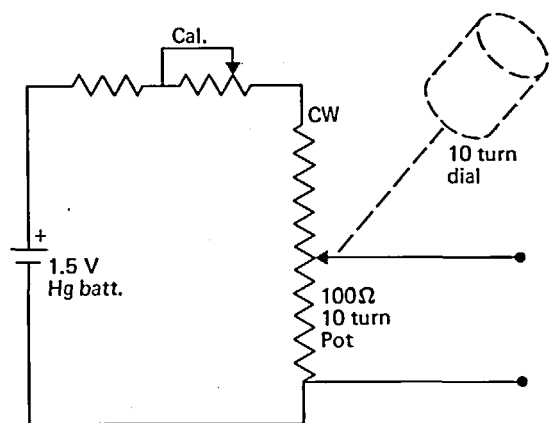 Cal.
CW
10 turn
dial
+
1.5 V
Hg batt.
100Ω
10 turn
Pot